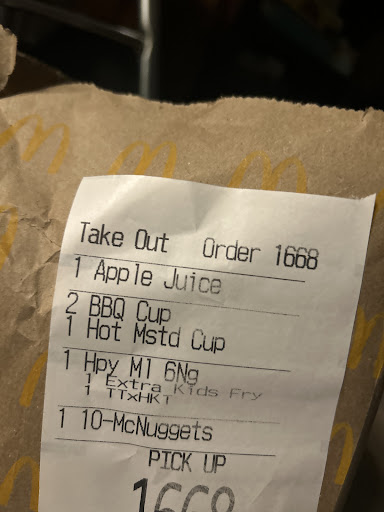 Take Out Order 1668
1 Apple Juice
2 BBQ Cup
1 Hot Mstd Cup
1 Hpy Ml 6Ng
1 Extra Kids Fry
1 TTxHKT
1 10-McNuggets
PICK UP
1668